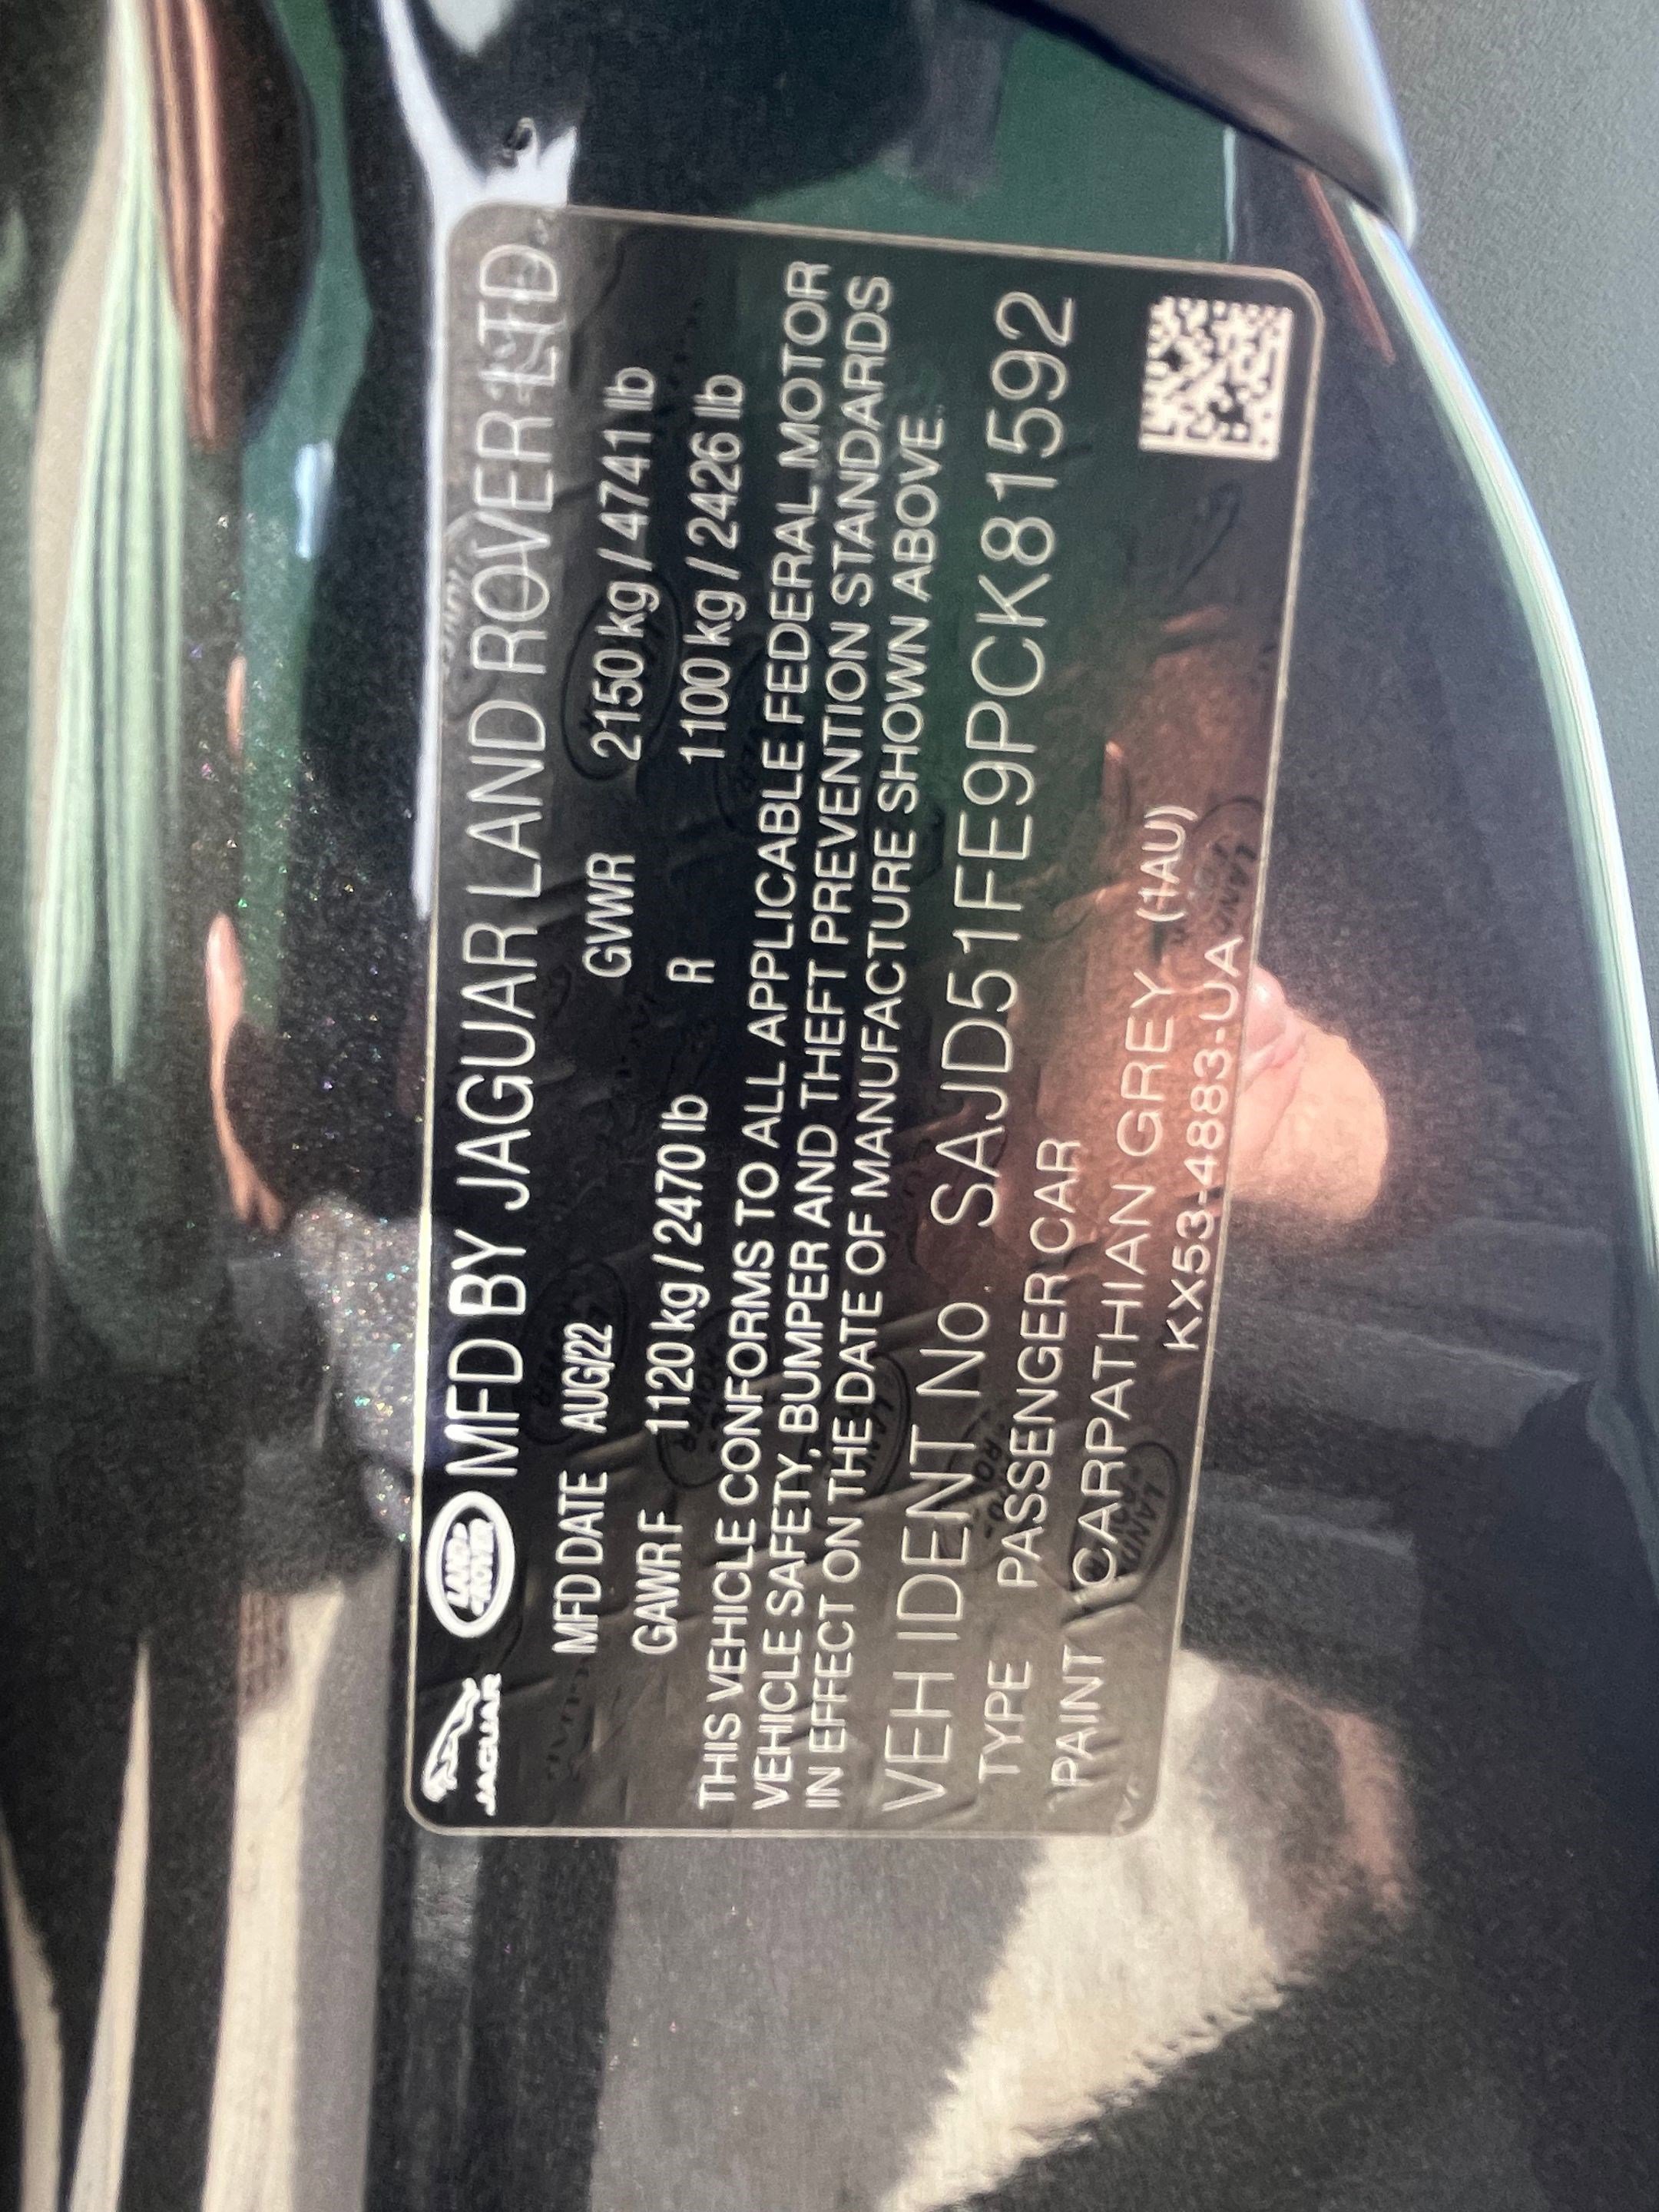 JAGUAR LAND ROVER MFD BY JAGUAR LAND ROVER LTD.
MFD DATE AUG/22 GVWR 2150 kg / 4741 lb
GAWR F 1120 kg / 2470 lb R 1100 kg / 2426 lb
THIS VEHICLE CONFORMS TO ALL APPLICABLE FEDERAL MOTOR
VEHICLE SAFETY, BUMPER AND THEFT PREVENTION STANDARDS
IN EFFECT ON THE DATE OF MANUFACTURE SHOWN ABOVE.
VEH IDENT No. SAJD51FE9PCK81592
TYPE PASSENGER CAR
PAINT CARPATHIAN GREY (1AU)
KX53-4883-UA